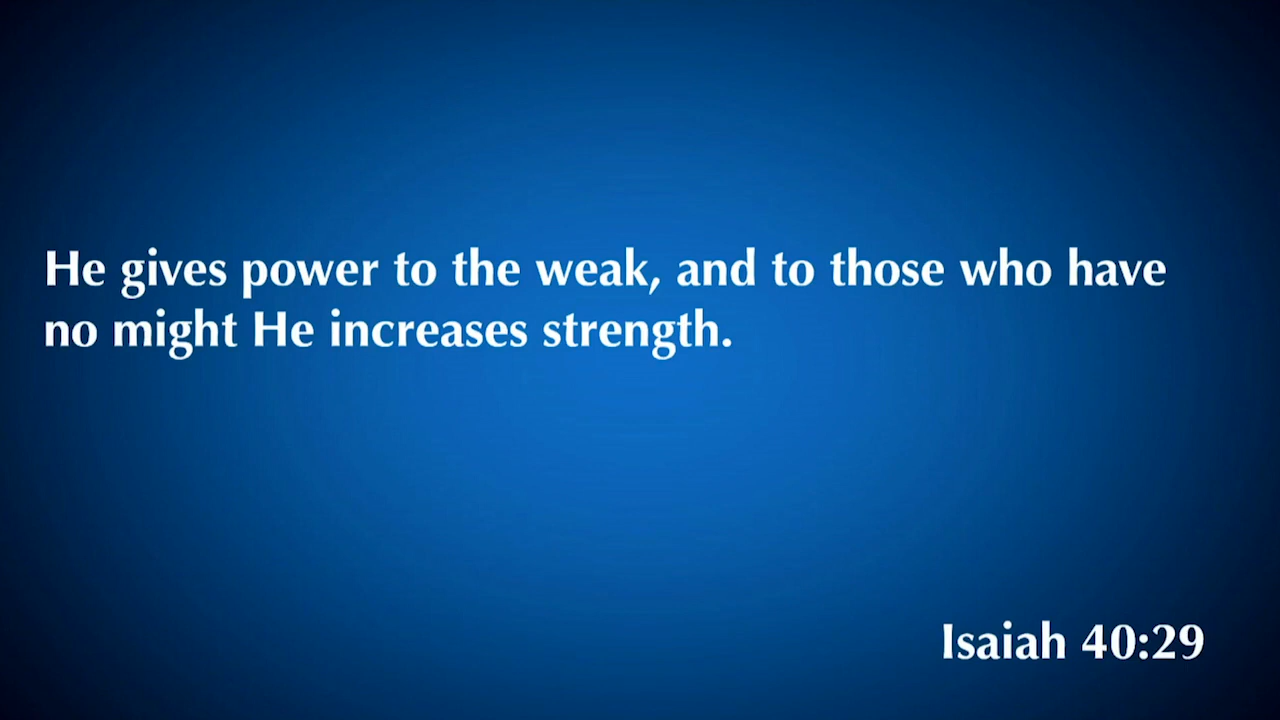 He gives power to the weak, and to those who have
no might He increases strength.
Isaiah 40:29